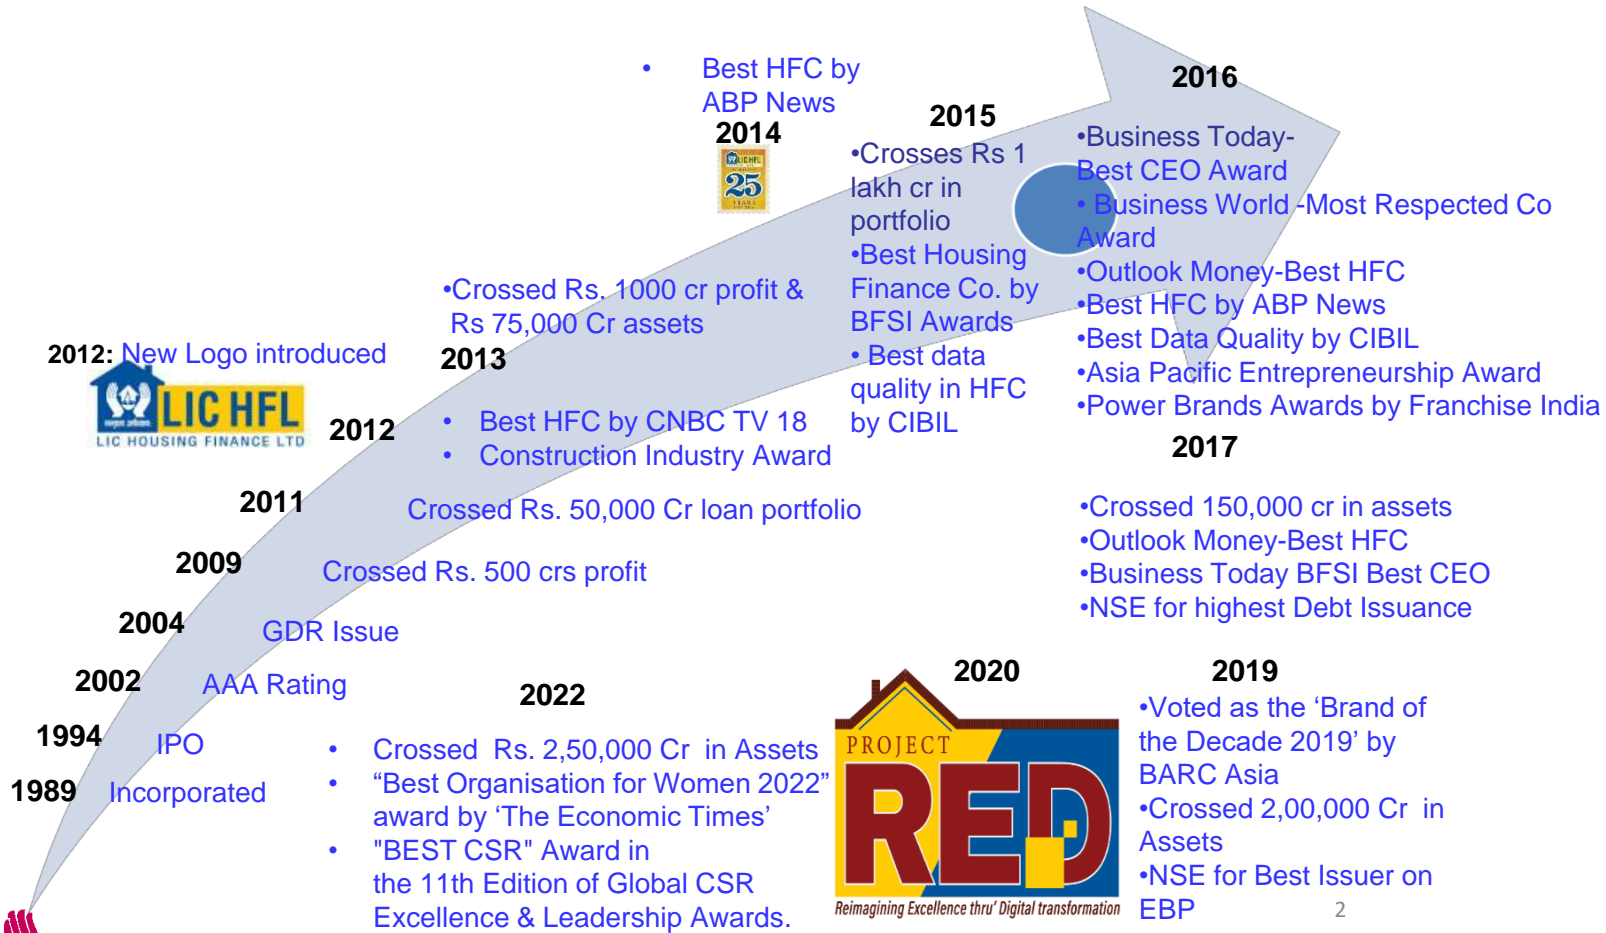 • Best HFC by
ABP News
2014
LIC HFL
25
YEARS
2015
•Crosses Rs 1
lakh cr in
portfolio
•Best Housing
Finance Co. by
BFSI Awards
• Best data
quality in HFC
by CIBIL
2016
•Business Today-
Best CEO Award
• Business World -Most Respected Co
Award
•Outlook Money-Best HFC
•Best HFC by ABP News
•Best Data Quality by CIBIL
•Asia Pacific Entrepreneurship Award
•Power Brands Awards by Franchise India
2017
•Crossed 150,000 cr in assets
•Outlook Money-Best HFC
•Business Today BFSI Best CEO
•NSE for highest Debt Issuance
•Crossed Rs. 1000 cr profit &
Rs 75,000 Cr assets
2013
2012: New Logo introduced
LIC HFL
LIC HOUSING FINANCE LTD
2012
• Best HFC by CNBC TV 18
• Construction Industry Award
2011
Crossed Rs. 50,000 Cr loan portfolio
2009
Crossed Rs. 500 crs profit
2004
GDR Issue
2002
AAA Rating
1994
IPO
1989
Incorporated
2022
• Crossed Rs. 2,50,000 Cr in Assets
• “Best Organisation for Women 2022”
award by ‘The Economic Times’
• "BEST CSR" Award in
the 11th Edition of Global CSR
Excellence & Leadership Awards.
2020
PROJECT
RED
Reimagining Excellence thru' Digital transformation
2019
•Voted as the ‘Brand of
the Decade 2019’ by
BARC Asia
•Crossed 2,00,000 Cr in
Assets
•NSE for Best Issuer on
EBP
2